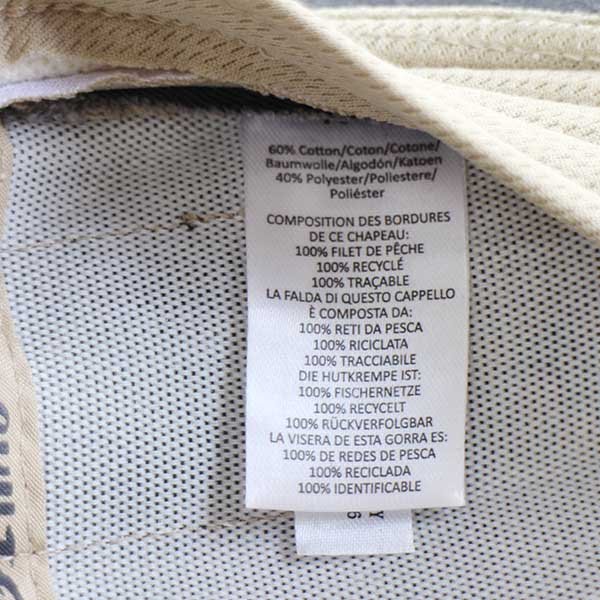 60% Cotton/Coton/Cotone/
Baumwolle/Algodón/Katoen
40% Polyester/Poliestere/
Poliéster
COMPOSITION DES BORDURES
DE CE CHAPEAU:
100% FILET DE PÊCHE
100% RECYCLÉ
100% TRAÇABLE
LA FALDA DI QUESTO CAPPELLO
È COMPOSTA DA:
100% RETI DA PESCA
100% RICICLATA
100% TRACCIABILE
DIE HUTKREMPE IST:
100% FISCHERNETZE
100% RECYCELT
100% RÜCKVERFOLGBAR
LA VISERA DE ESTA GORRA ES:
100% DE REDES DE PESCA
100% RECICLADA
100% IDENTIFICABLE